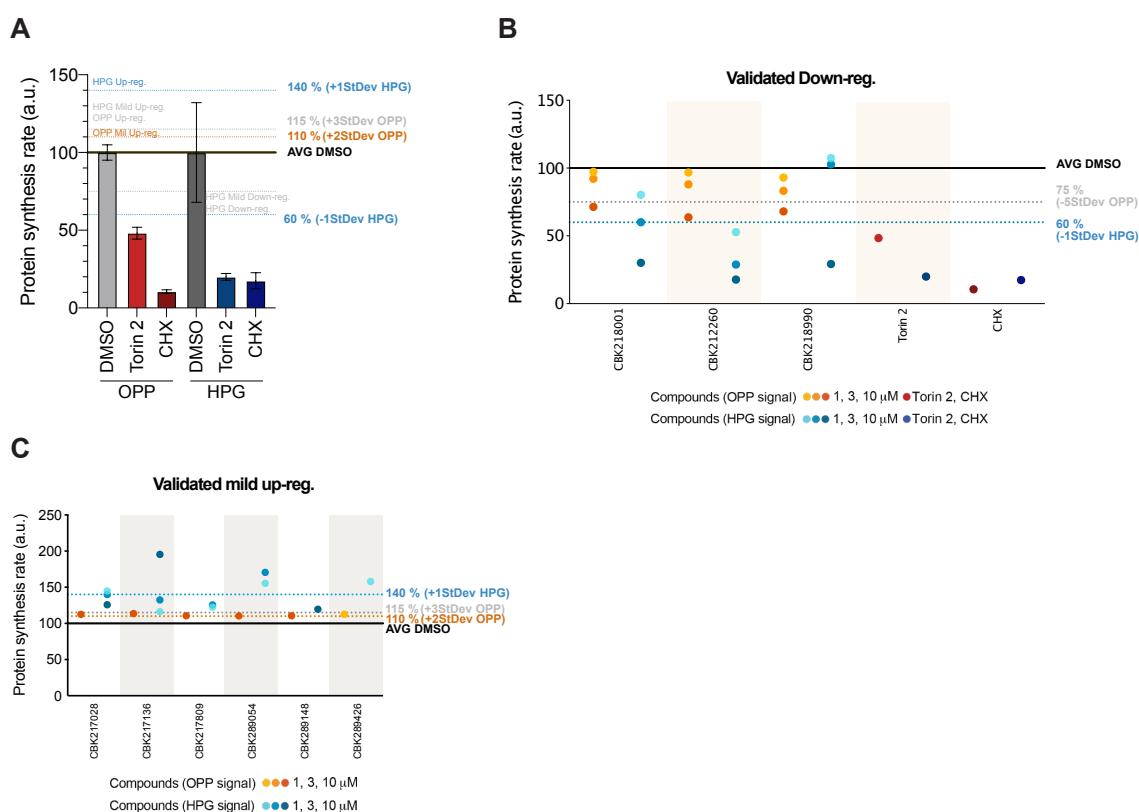 A
Protein synthesis rate (a.u.)
150
100
50
0
HPG Up-reg.
HPG Mild Up-reg.
OPP Up-reg.
OPP Mil Up-reg.
HPG Mild Down-reg.
HPG Down-reg.
140 % (+1StDev HPG)
115 % (+3StDev OPP)
110 % (+2StDev OPP)
AVG DMSO
60 % (-1StDev HPG)
DMSO
Torin 2
CHX
DMSO
Torin 2
CHX
OPP
HPG
B
Validated Down-reg.
Protein synthesis rate (a.u.)
150
100
50
0
AVG DMSO
75 %
(-5StDev OPP)
60 %
(-1StDev HPG)
CBK218001
CBK212260
CBK218990
Torin 2
CHX
Compounds (OPP signal) 1, 3, 10 µM Torin 2, CHX
Compounds (HPG signal) 1, 3, 10 µM Torin 2, CHX
C
Validated mild up-reg.
Protein synthesis rate (a.u.)
250
200
150
100
50
0
140 % (+1StDev HPG)
115 % (+3StDev OPP)
110 % (+2StDev OPP)
AVG DMSO
CBK217028
CBK217136
CBK217809
CBK289054
CBK289148
CBK289426
Compounds (OPP signal) 1, 3, 10 µM
Compounds (HPG signal) 1, 3, 10 µM